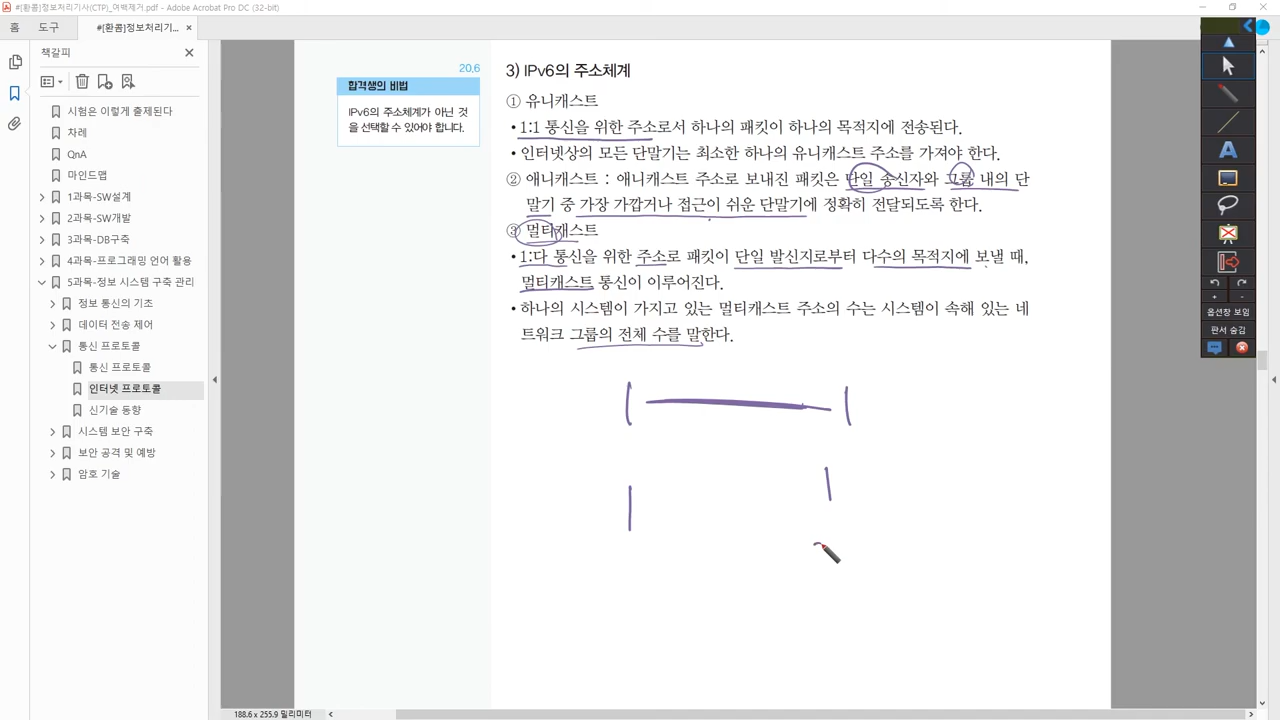 #[환콤]정보처리기사(CTP)_여백제거.pdf - Adobe Acrobat Pro DC (32-bit)
홈 도구 #[환콤]정보처리기...
책갈피
시험은 이렇게 출제된다
차례
QnA
마인드맵
1과목-SW설계
2과목-SW개발
3과목-DB구축
4과목-프로그래밍 언어 활용
5과목-정보 시스템 구축 관리
정보 통신의 기초
데이터 전송 제어
통신 프로토콜
통신 프로토콜
인터넷 프로토콜
신기술 동향
시스템 보안 구축
보안 공격 및 예방
암호 기술
20.6
합격생의 비법
IPv6의 주소체계가 아닌 것
을 선택할 수 있어야 합니다.
3) IPv6의 주소체계
① 유니캐스트
• 1:1 통신을 위한 주소로서 하나의 패킷이 하나의 목적지에 전송된다.
• 인터넷상의 모든 단말기는 최소한 하나의 유니캐스트 주소를 가져야 한다.
② 애니캐스트 : 애니캐스트 주소로 보내진 패킷은 단일 송신자와 그룹 내의 단
말기 중 가장 가깝거나 접근이 쉬운 단말기에 정확히 전달되도록 한다.
③ 멀티캐스트
• 1:다 통신을 위한 주소로 패킷이 단일 발신지로부터 다수의 목적지에 보낼 때,
멀티캐스트 통신이 이루어진다.
• 하나의 시스템이 가지고 있는 멀티캐스트 주소의 수는 시스템이 속해 있는 네
트워크 그룹의 전체 수를 말한다.
옵션창 보임
판서 숨김
188.6 x 255.9 밀리미터